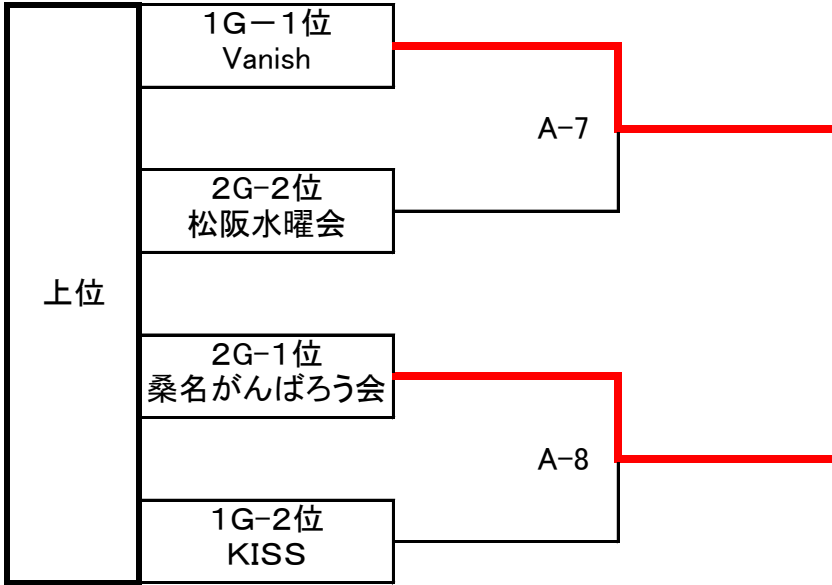 1G－1位
Vanish
A-7
2G-2位
松阪水曜会
上位
2G-1位
桑名がんばろう会
A-8
1G-2位
KISS